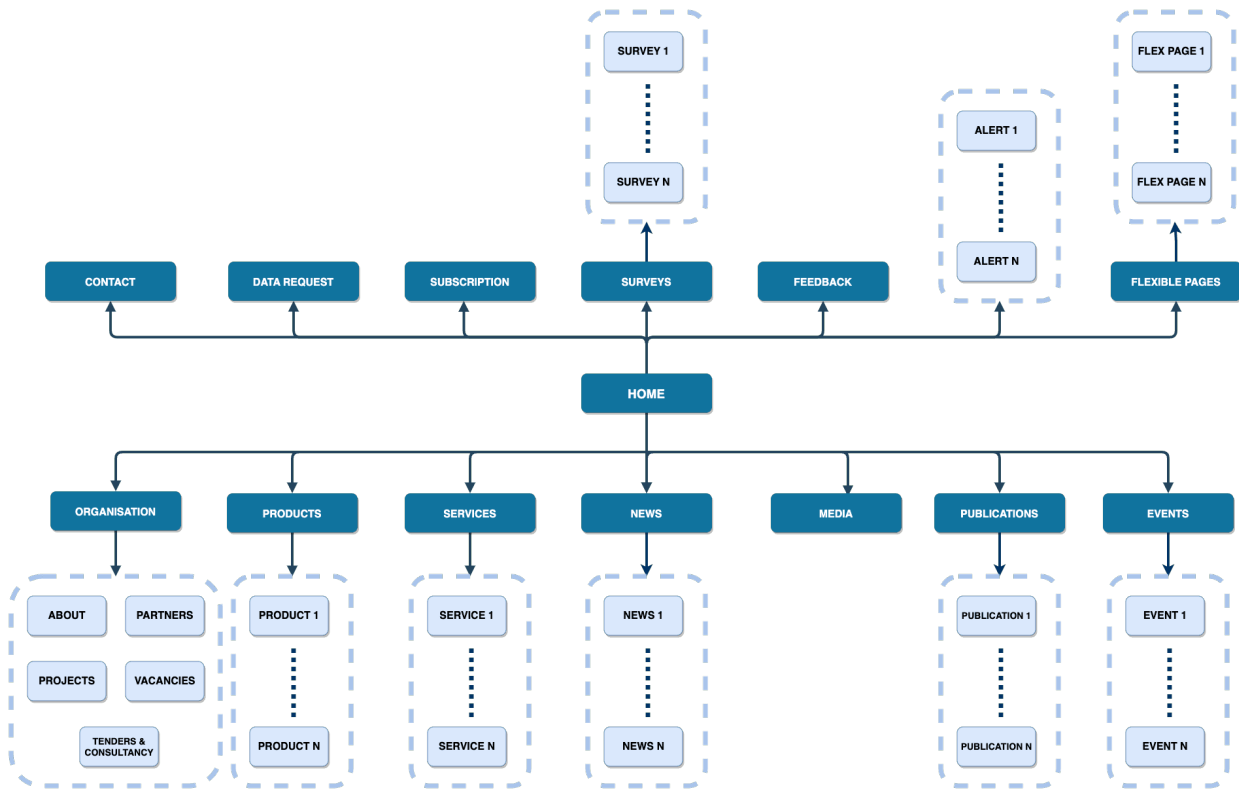 SURVEY 1
FLEX PAGE 1
ALERT 1
SURVEY N
FLEX PAGE N
ALERT N
CONTACT
DATA REQUEST
SUBSCRIPTION
SURVEYS
FEEDBACK
FLEXIBLE PAGES
HOME
ORGANISATION
PRODUCTS
SERVICES
NEWS
MEDIA
PUBLICATIONS
EVENTS
ABOUT
PARTNERS
PRODUCT 1
SERVICE 1
NEWS 1
PUBLICATION 1
EVENT 1
PROJECTS
VACANCIES
TENDERS &
CONSULTANCY
PRODUCT N
SERVICE N
NEWS N
PUBLICATION N
EVENT N